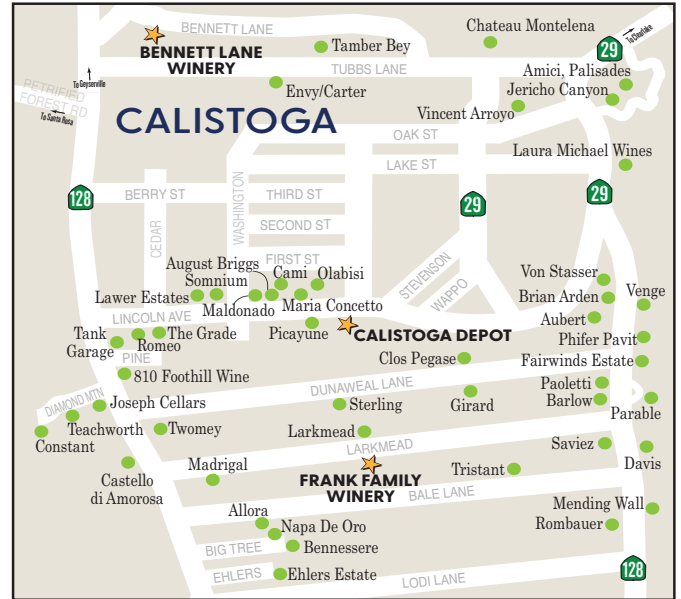 BENNETT LANE
Chateau Montelena
To Clearlake
Tamber Bey
29
BENNETT LANE
WINERY
TUBBS LANE
Amici, Palisades
To Geyserville
PETRIFIED
FOREST RD
Envy/Carter
Jericho Canyon
To Santa Rosa
CALISTOGA
Vincent Arroyo
OAK ST
LAKE ST
Laura Michael Wines
128
BERRY ST
WASHINGTON
THIRD ST
29
29
CEDAR
SECOND ST
FIRST ST
STEVENSON
WAPPO
August Briggs
Somnium
Cami
Olabisi
Von Stasser
Lawer Estates
Maldonado
Maria Concetto
Brian Arden
Venge
LINCOLN AVE
Aubert
Tank
Garage
Romeo
The Grade
Picayune
CALISTOGA DEPOT
Phifer Pavit
PINE
Clos Pegase
Fairwinds Estate
810 Foothill Wine
DUNAWEAL LANE
Paoletti
DIAMOND MTN
Joseph Cellars
Sterling
Girard
Barlow
Parable
Teachworth
Twomey
Larkmead
Constant
LARKMEAD
Saviez
Castello
di Amorosa
Madrigal
FRANK FAMILY
WINERY
Tristant
Davis
BALE LANE
Allora
Mending Wall
Napa De Oro
Rombauer
BIG TREE
Bennessere
EHLERS
Ehlers Estate
LODI LANE
128